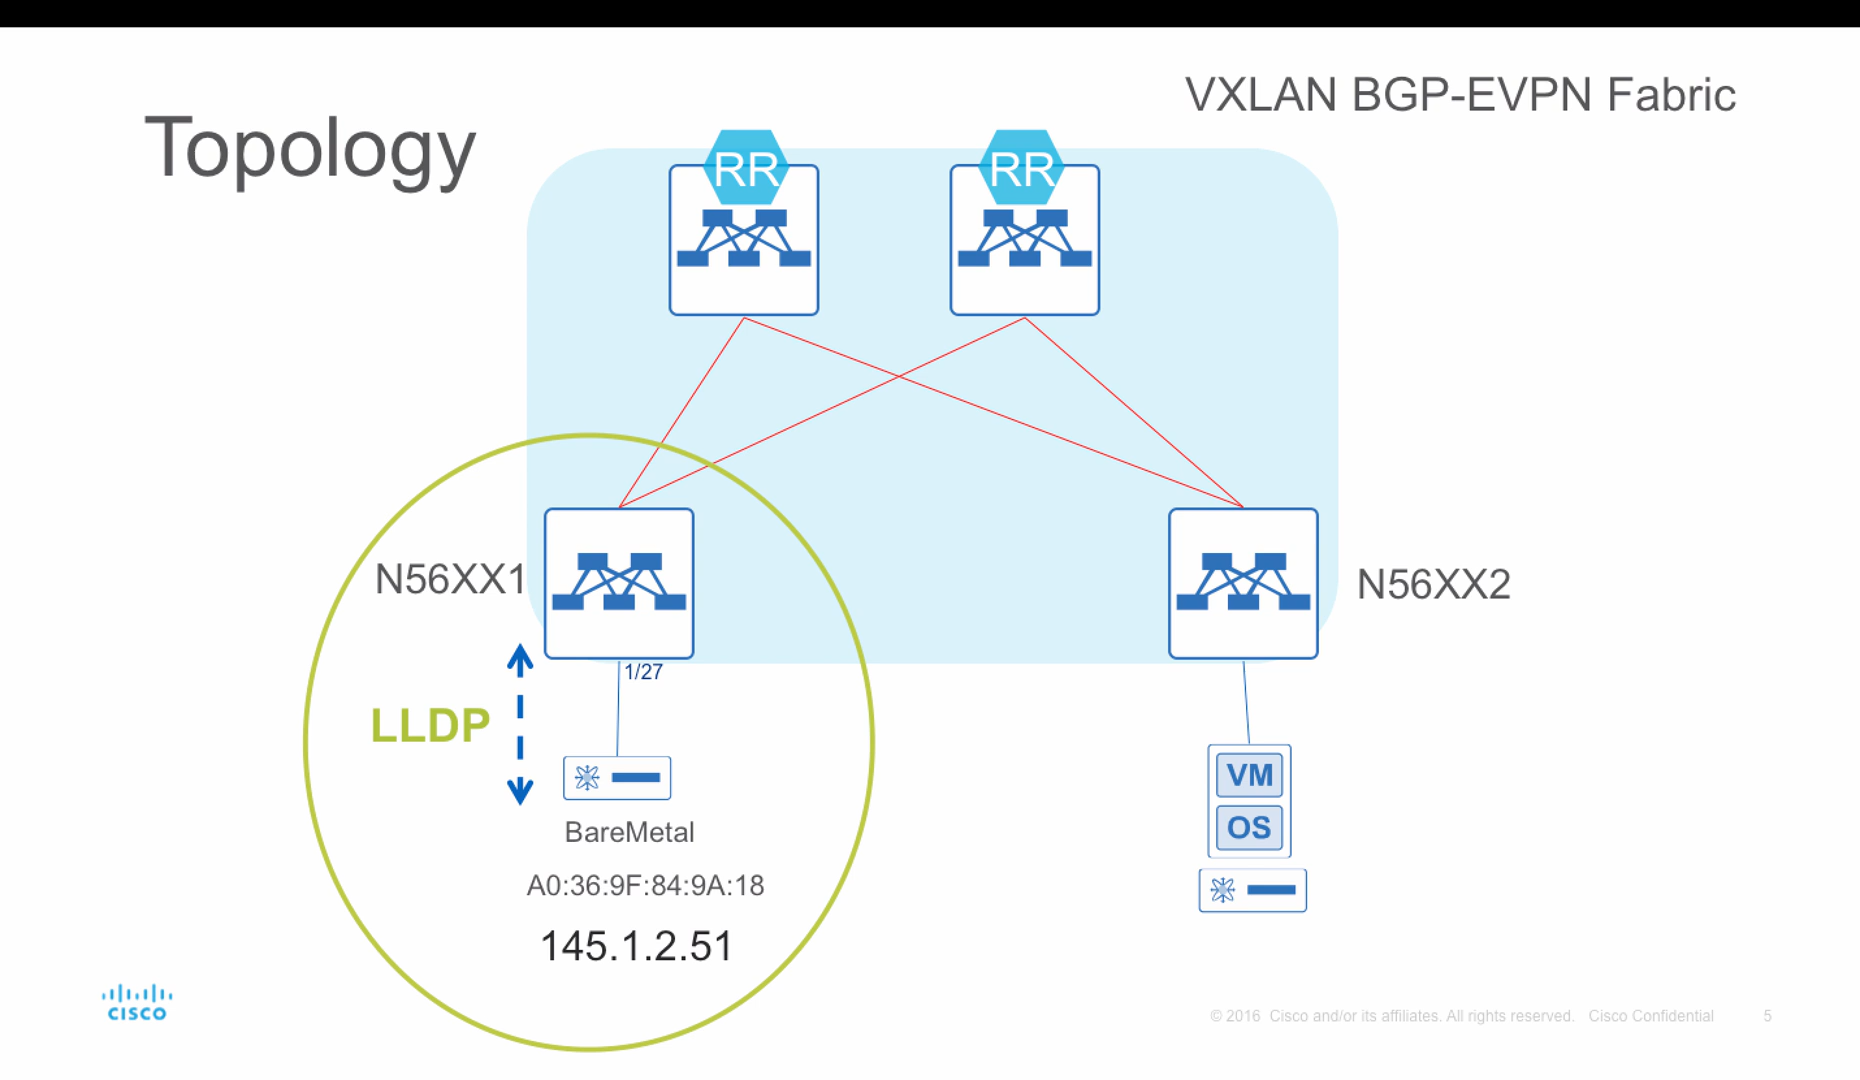 VXLAN BGP-EVPN Fabric
Topology
RR
RR
N56XX1
N56XX2
1/27
LLDP
BareMetal
A0:36:9F:84:9A:18
145.1.2.51
VM
OS
CISCO
© 2016 Cisco and/or its affiliates. All rights reserved. Cisco Confidential 5